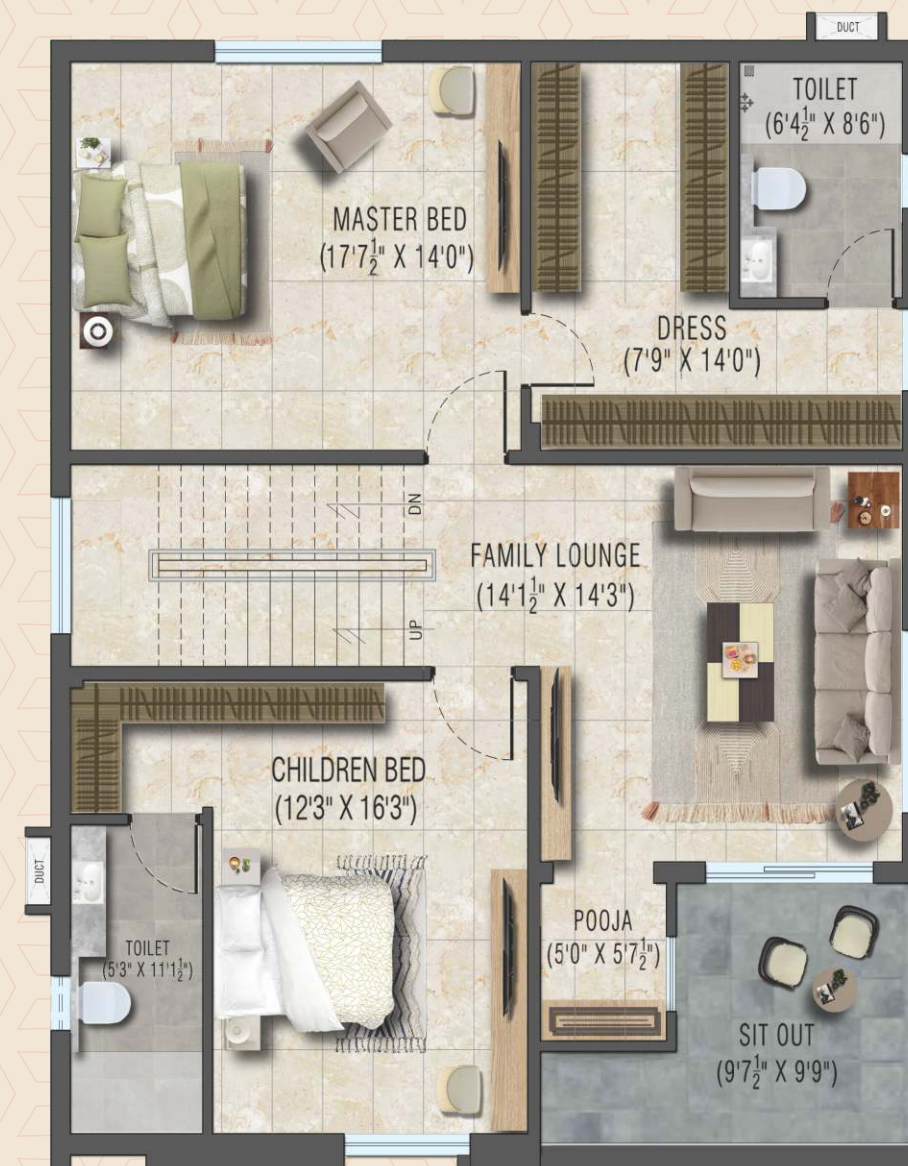 DUCT
TOILET
(6'4½" X 8'6")
MASTER BED
(17'7½" X 14'0")
DRESS
(7'9" X 14'0")
DN
FAMILY LOUNGE
(14'1½" X 14'3")
UP
CHILDREN BED
(12'3" X 16'3")
DUCT
TOILET
(5'3" X 11'1½")
POOJA
(5'0" X 5'7½")
SIT OUT
(9'7½" X 9'9")